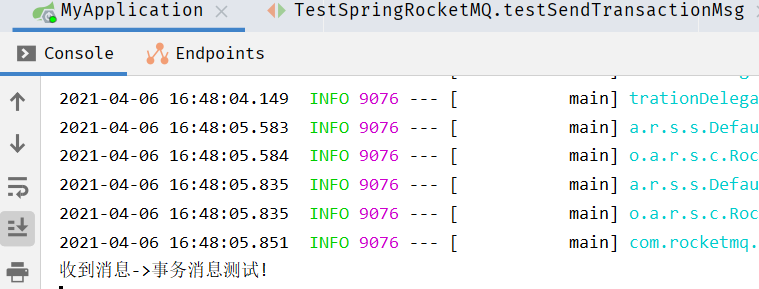 MyApplication TestSpringRocketMQ.testSendTransactionMsg
Console Endpoints
2021-04-06 16:48:04.149 INFO 9076 --- [ main] trationDelega
2021-04-06 16:48:05.583 INFO 9076 --- [ main] a.r.s.s.Defau
2021-04-06 16:48:05.584 INFO 9076 --- [ main] o.a.r.s.c.Roc
2021-04-06 16:48:05.835 INFO 9076 --- [ main] a.r.s.s.Defau
2021-04-06 16:48:05.835 INFO 9076 --- [ main] o.a.r.s.c.Roc
2021-04-06 16:48:05.851 INFO 9076 --- [ main] com.rocketmq.
收到消息->事务消息测试!